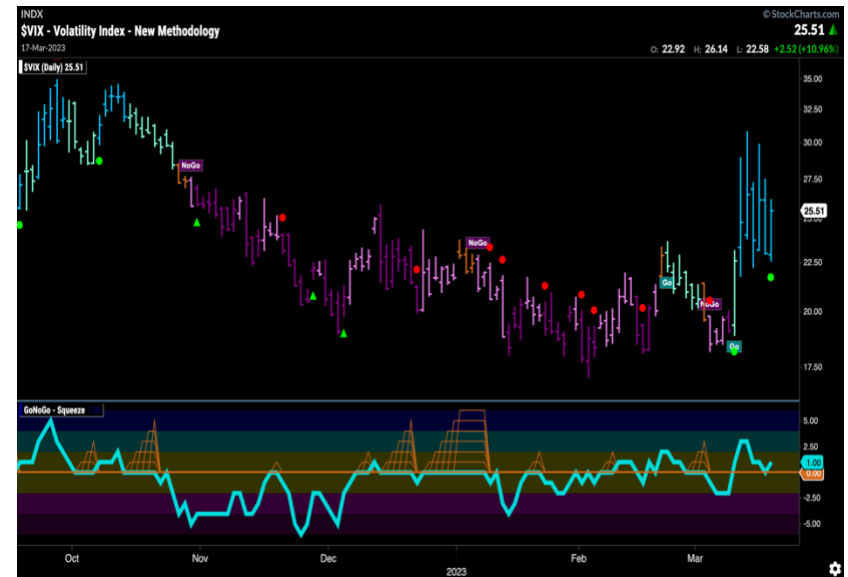 INDX
© StockCharts.com
$VIX - Volatility Index - New Methodology
25.51
17-Mar-2023
O: 22.92 H: 26.14 L: 22.58 +2.52 (+10.96%)
$VIX (Daily) 25.51
35.00
32.50
30.00
NoGo
27.50
25.51
25.00
NoGo
22.50
Go
NoGo
20.00
Go
17.50
GoNoGo - Squeeze
5.00
2.50
1.00
0.00
-2.50
-5.00
Oct Nov Dec Feb Mar
2023